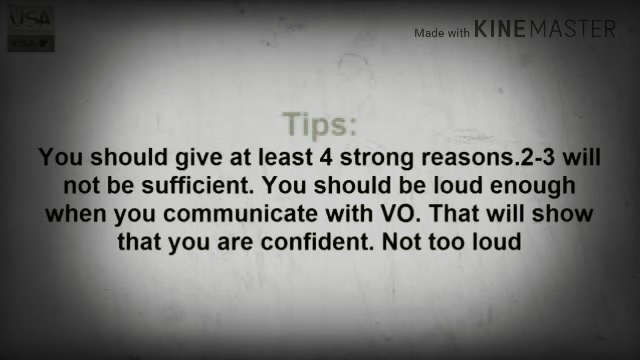 USA
VISA
Made with KINEMASTER
Tips:
You should give at least 4 strong reasons.2-3 will
not be sufficient. You should be loud enough
when you communicate with VO. That will show
that you are confident. Not too loud